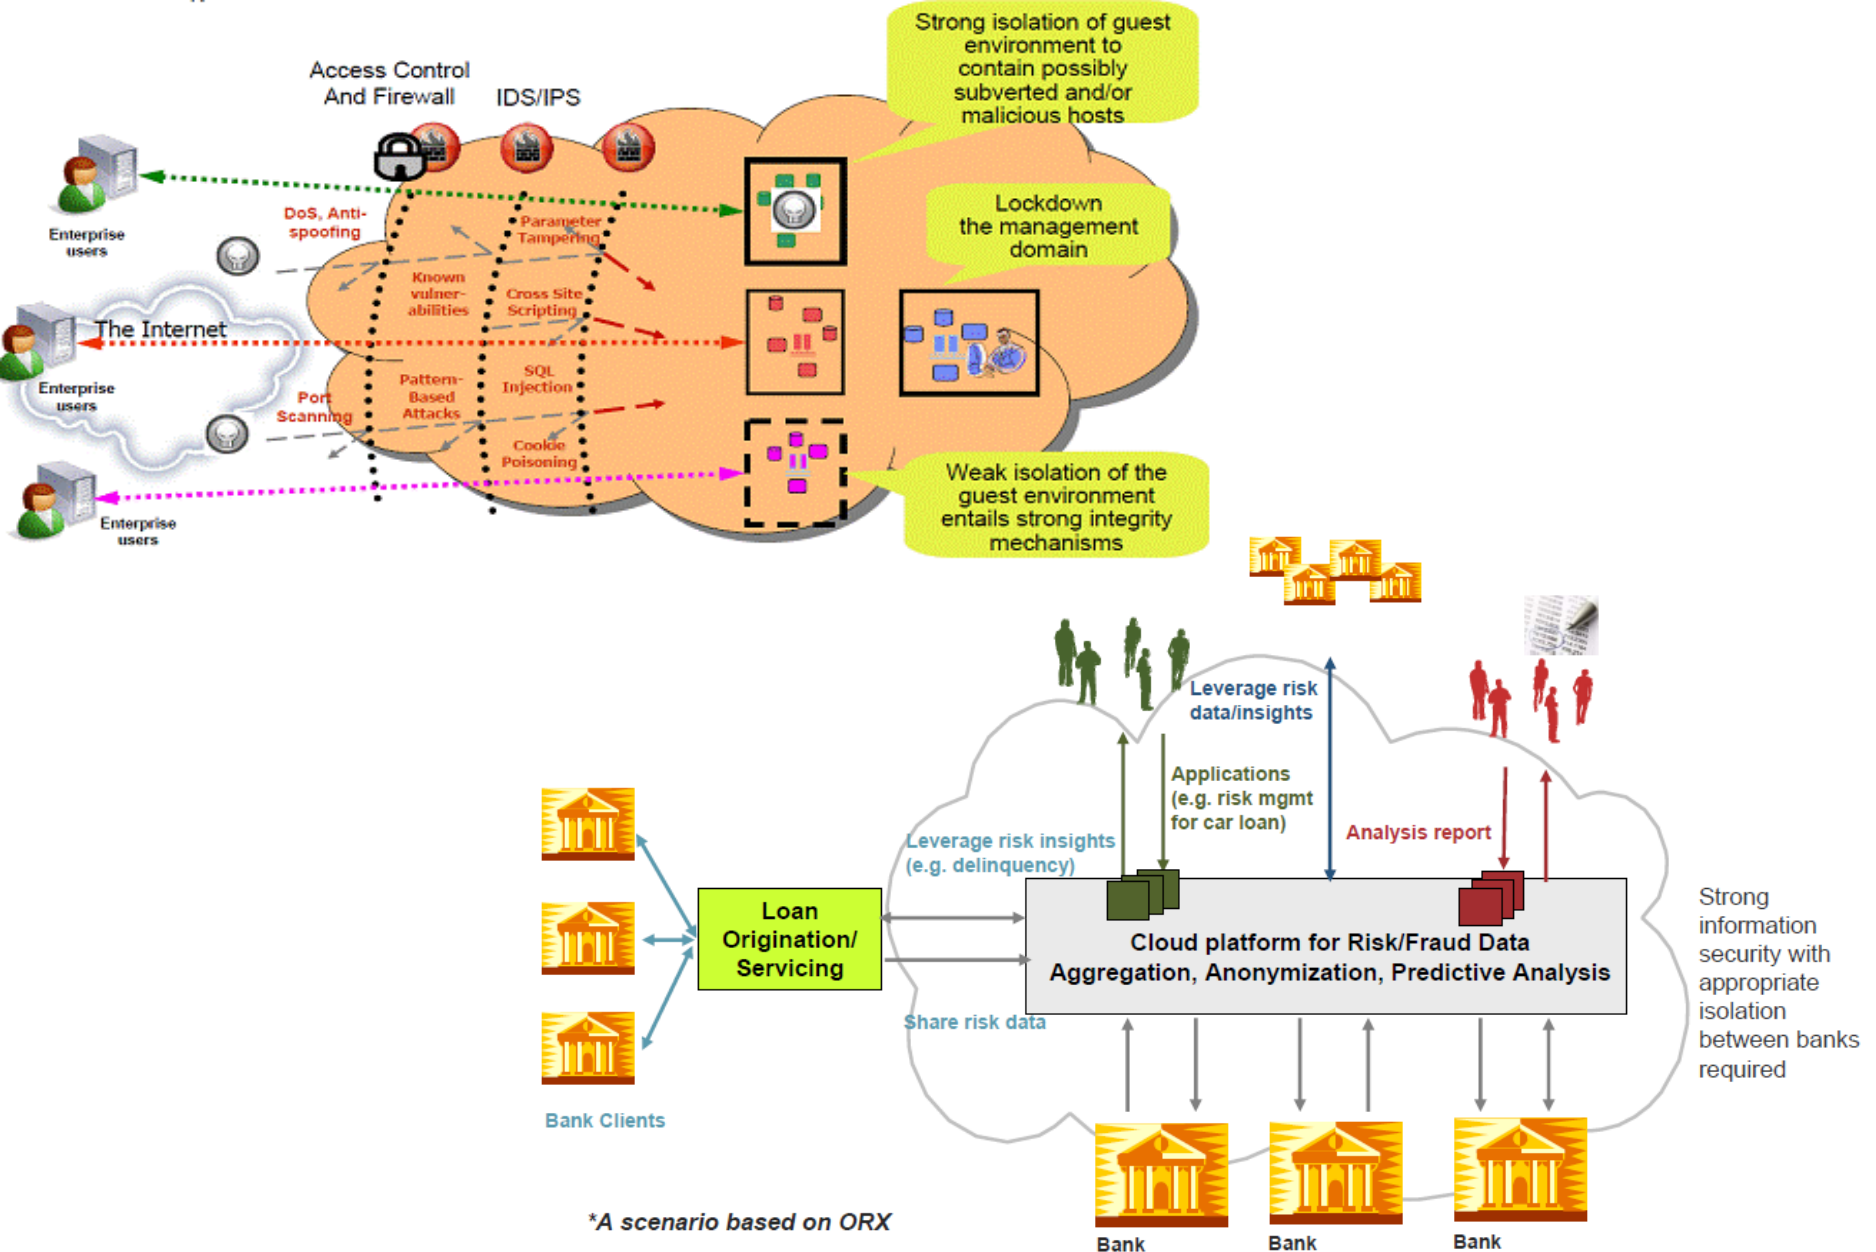 Strong isolation of guest
environment to
contain possibly
subverted and/or
malicious hosts
Access Control
And Firewall
IDS/IPS
Enterprise
users
DoS, Anti-
spoofing
Parameter
Tampering
Lockdown
the management
domain
Known
vulner-
abilities
Cross Site
Scripting
The Internet
Enterprise
users
Port
Scanning
Pattern-
Based
Attacks
SQL
Injection
Cookie
Poisoning
Enterprise
users
Weak isolation of the
guest environment
entails strong integrity
mechanisms
Leverage risk
data/insights
Applications
(e.g. risk mgmt
for car loan)
Analysis report
Leverage risk insights
(e.g. delinquency)
Loan
Origination/
Servicing
Cloud platform for Risk/Fraud Data
Aggregation, Anonymization, Predictive Analysis
Share risk data
Strong
information
security with
appropriate
isolation
between banks
required
Bank Clients
*A scenario based on ORX
Bank
Bank
Bank